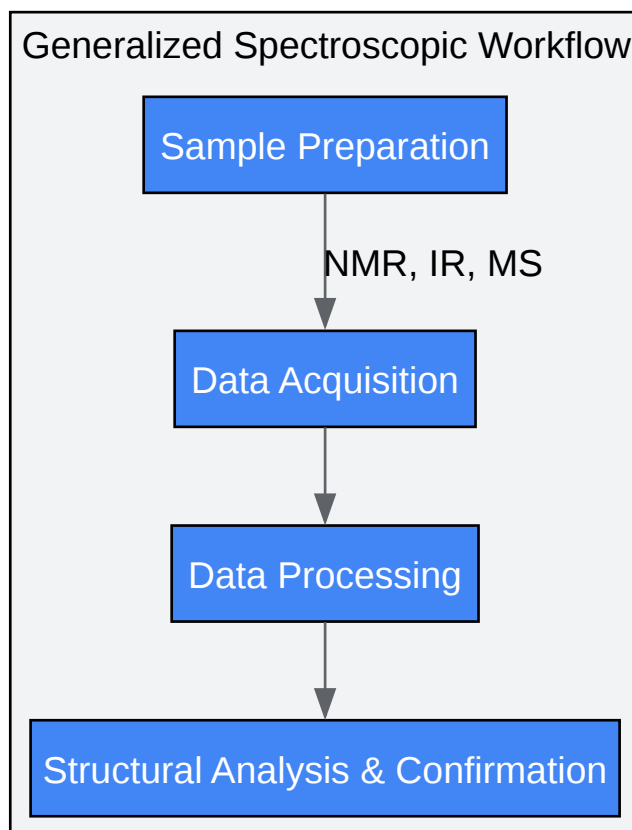 Generalized Spectroscopic Workflow
Sample Preparation
NMR, IR, MS
Data Acquisition
Data Processing
Structural Analysis & Confirmation